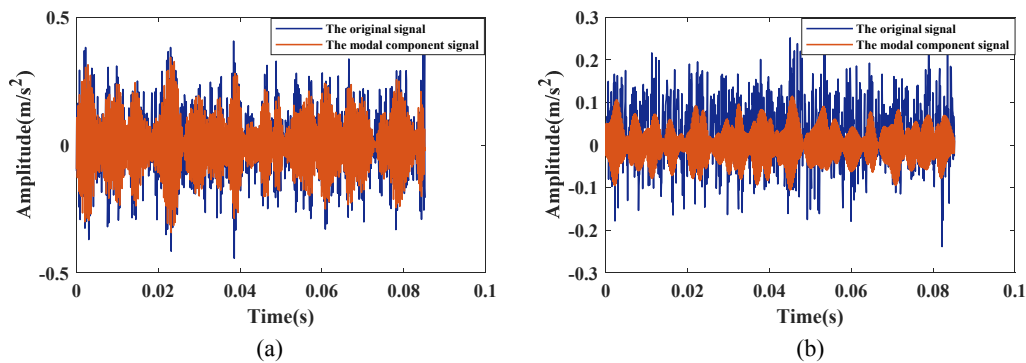 The original signal
The modal component signal
0.5
0
-0.5
Amplitude(m/s²)
0
0.02
0.04
0.06
0.08
0.1
Time(s)
(a)
The original signal
The modal component signal
0.3
0.2
0.1
0
-0.1
-0.2
-0.3
Amplitude(m/s²)
0
0.02
0.04
0.06
0.08
0.1
Time(s)
(b)